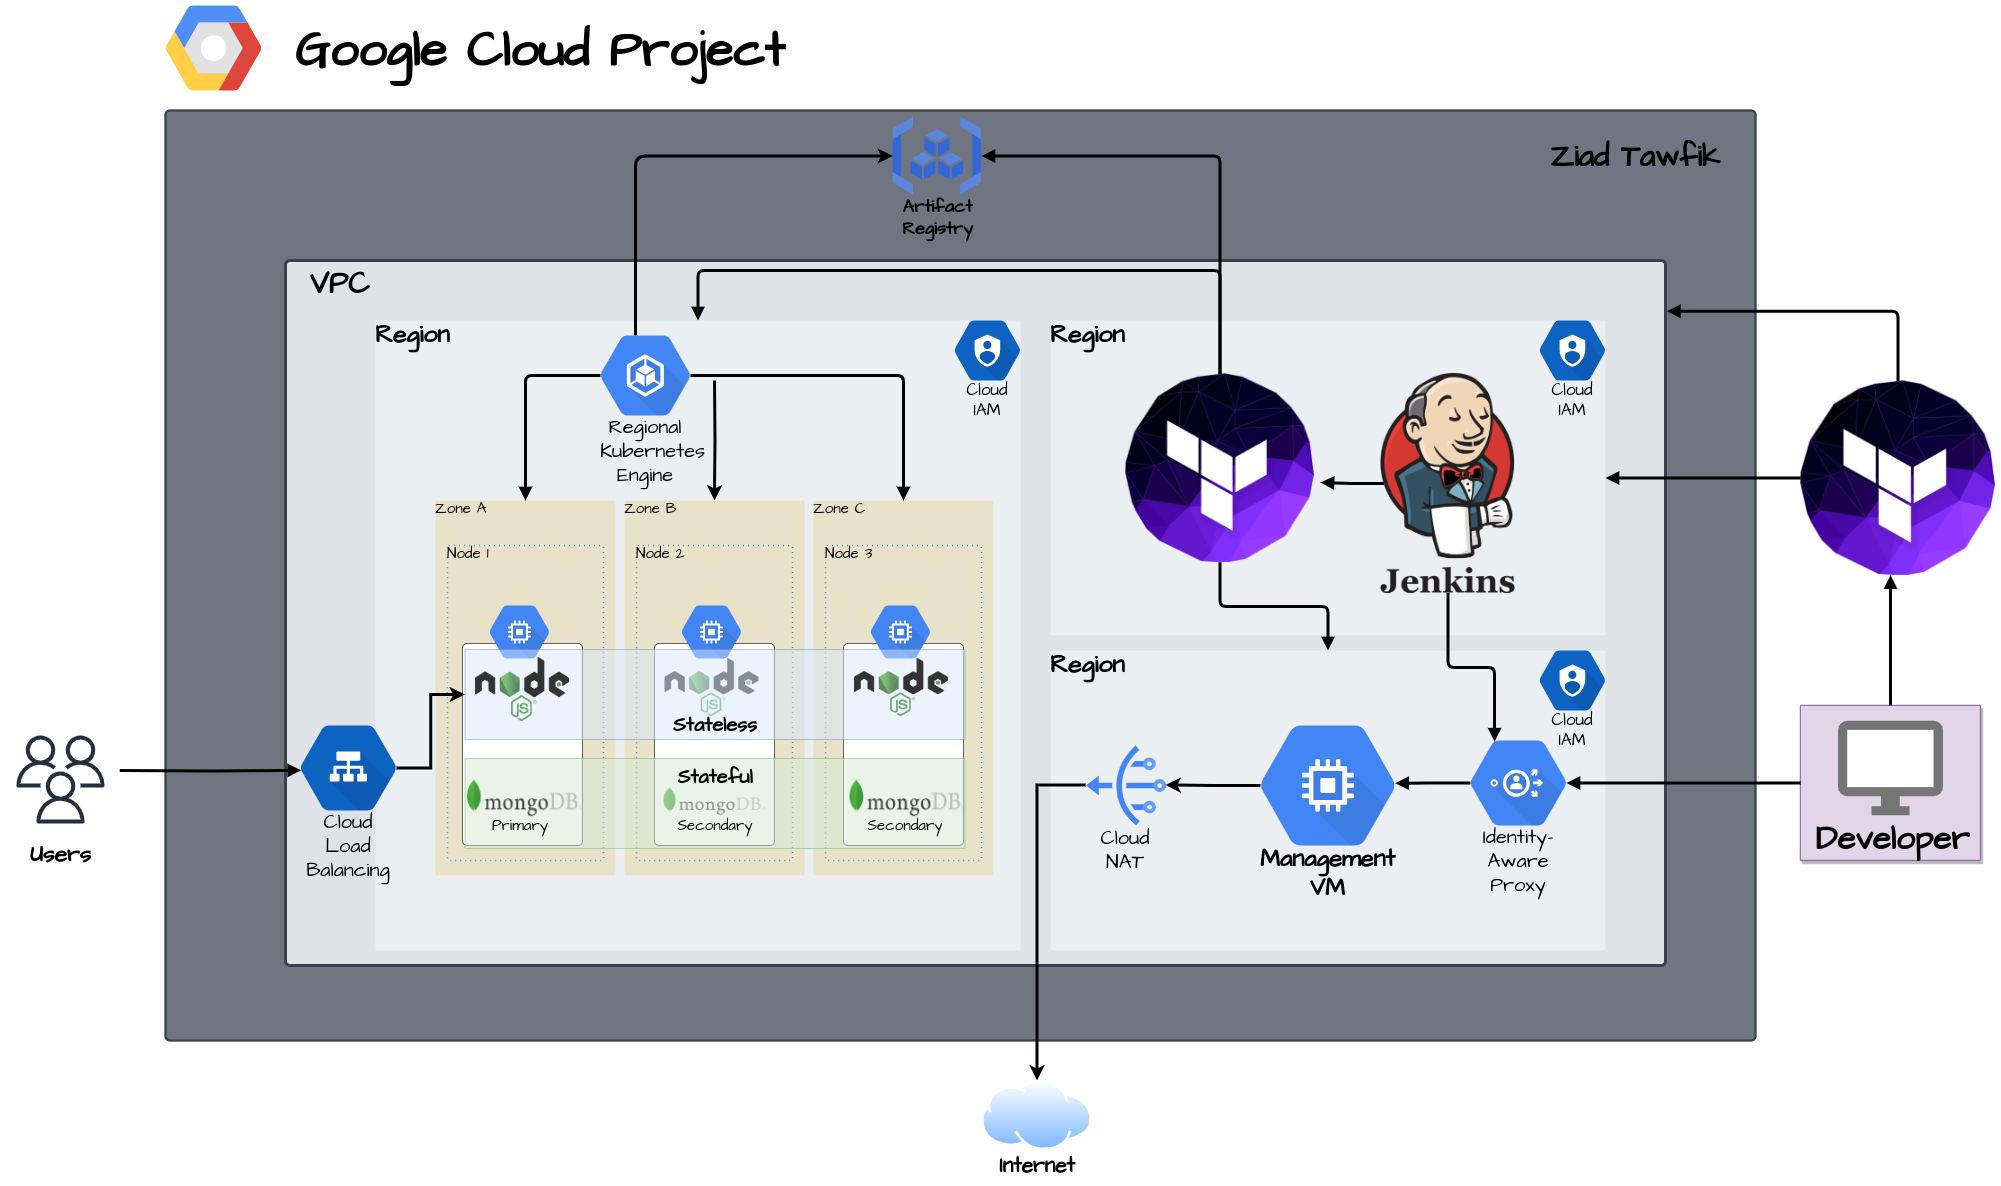 Google Cloud Project
Ziad Tawfik
Artifact
Registry
VPC
Region
Cloud
IAM
Regional
Kubernetes
Engine
Zone A
Zone B
Zone C
Node 1
Node 2
Node 3
node
JS
node
JS
node
JS
Stateless
Stateful
mongoDB
mongoDB
mongoDB
Primary
Secondary
Secondary
Region
Cloud
IAM
Jenkins
Region
Cloud
IAM
Cloud
NAT
Management
VM
Identity-
Aware
Proxy
Users
Cloud
Load
Balancing
Developer
Internet